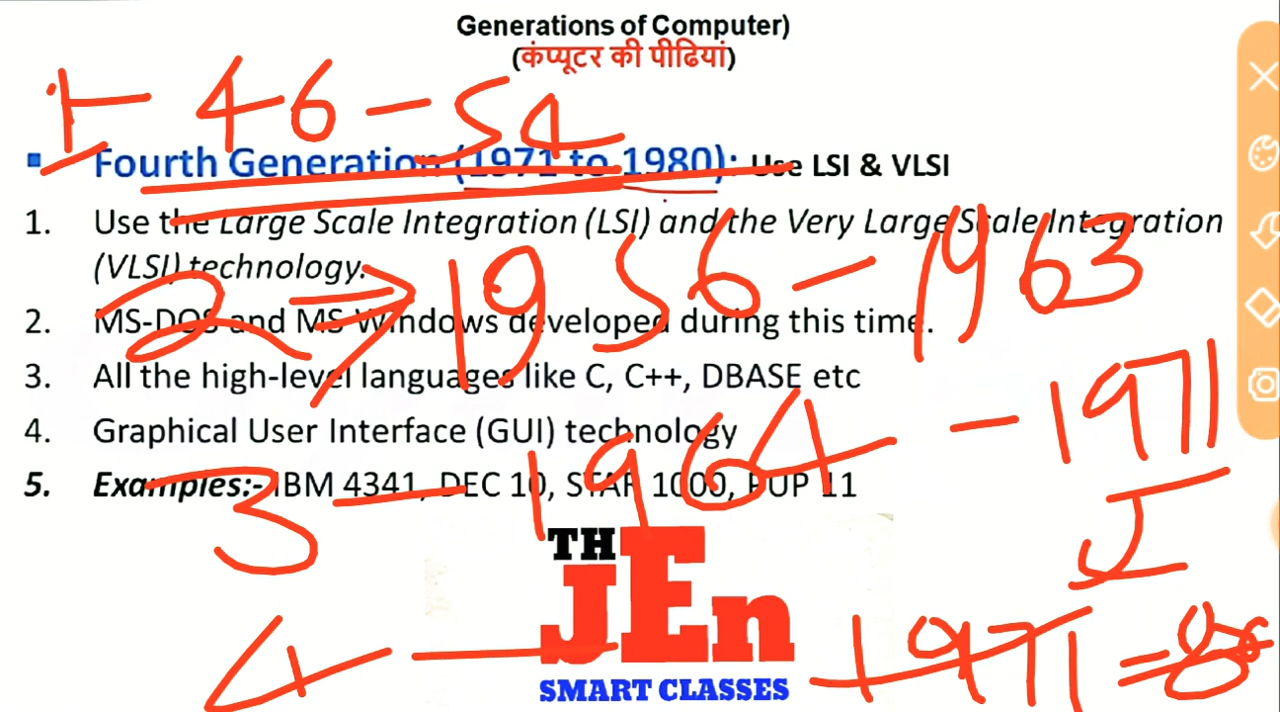 Generations of Computer)
(कंप्यूटर की पीढियां)
1- 46-54
▪ Fourth Generation (1971 to 1980): Use LSI & VLSI
1. Use the Large Scale Integration (LSI) and the Very Large Scale Integration
(VLSI) technology.
2 → 1956-1963
2. MS-DOS and MS Windows developed during this time.
3. All the high-level languages like C, C++, DBASE etc
- 1971
4. Graphical User Interface (GUI) technology
3 - 1964
5. Examples:- IBM 4341, DEC 10, STAR 1000, PUP 11
TH
JEn
4 - 1971
SMART CLASSES